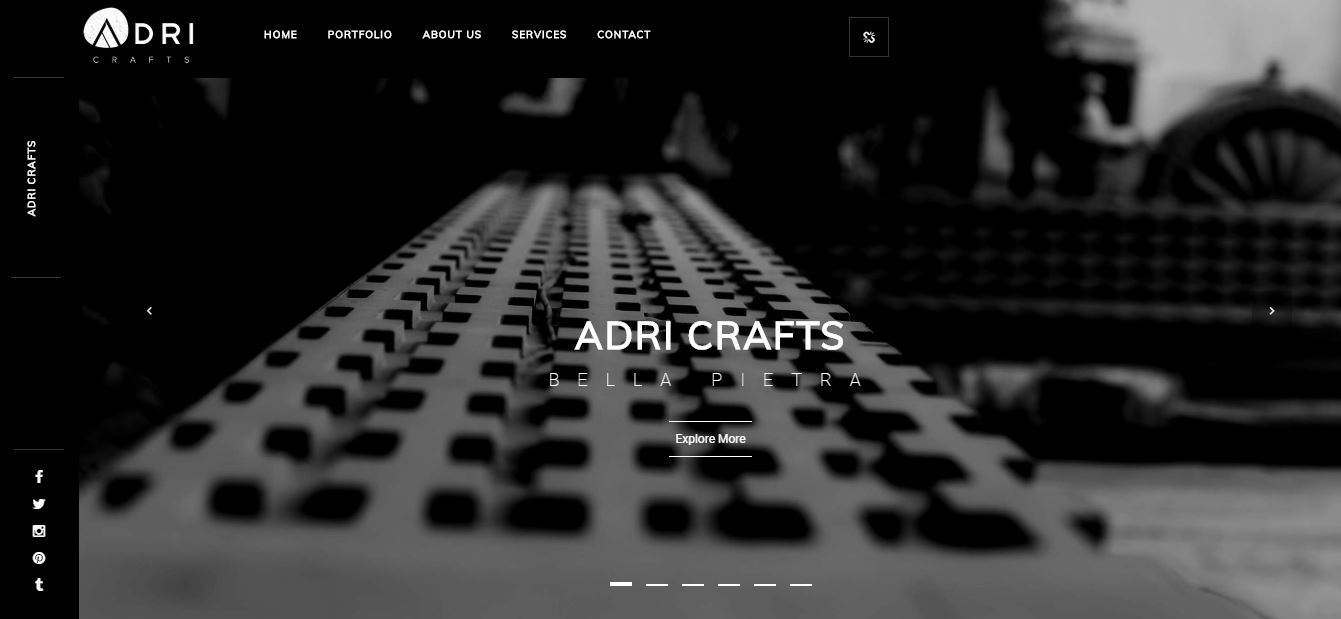 ADRI
CRAFTS
HOME PORTFOLIO ABOUT US SERVICES CONTACT
ADRI CRAFTS
ADRI CRAFTS
BELLA PIETRA
Explore More